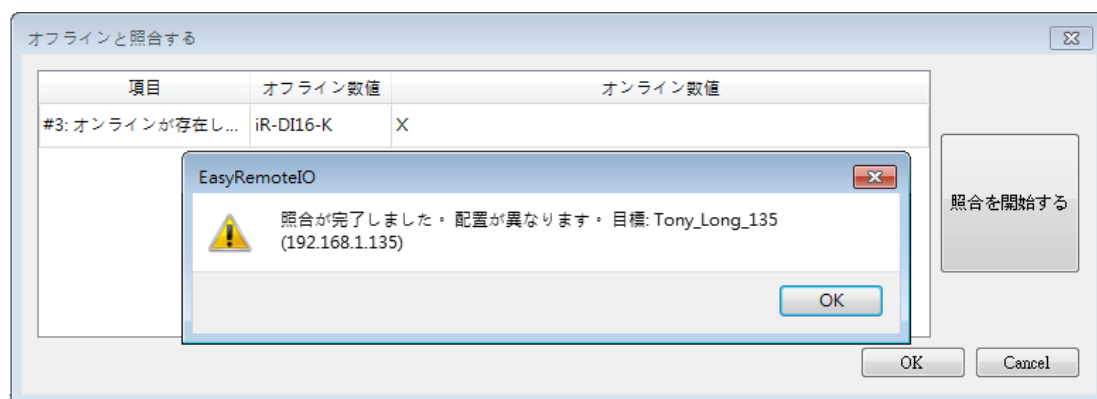 オフラインと照合する
項目 オフライン数値 オンライン数値
#3: オンラインが存在し... iR-DI16-K X
EasyRemoteIO
照合が完了しました。配置が異なります。目標: Tony_Long_135
(192.168.1.135)
OK
照合を開始する
OK Cancel